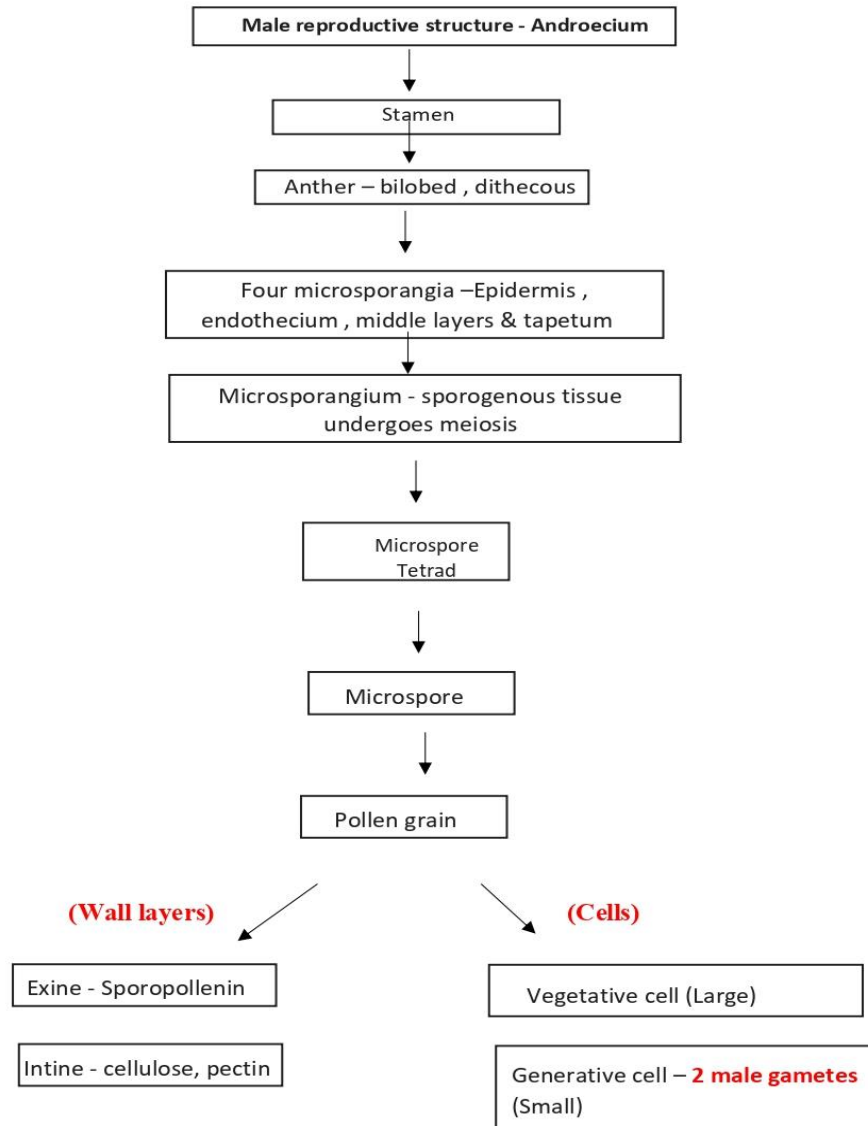 Male reproductive structure - Androecium
Stamen
Anther – bilobed , dithecous
Four microsporangia –Epidermis ,
endothecium , middle layers & tapetum
Microsporangium - sporogenous tissue
undergoes meiosis
Microspore
Tetrad
Microspore
Pollen grain
(Wall layers)
(Cells)
Exine - Sporopollenin
Vegetative cell (Large)
Intine - cellulose, pectin
Generative cell – 2 male gametes
(Small)